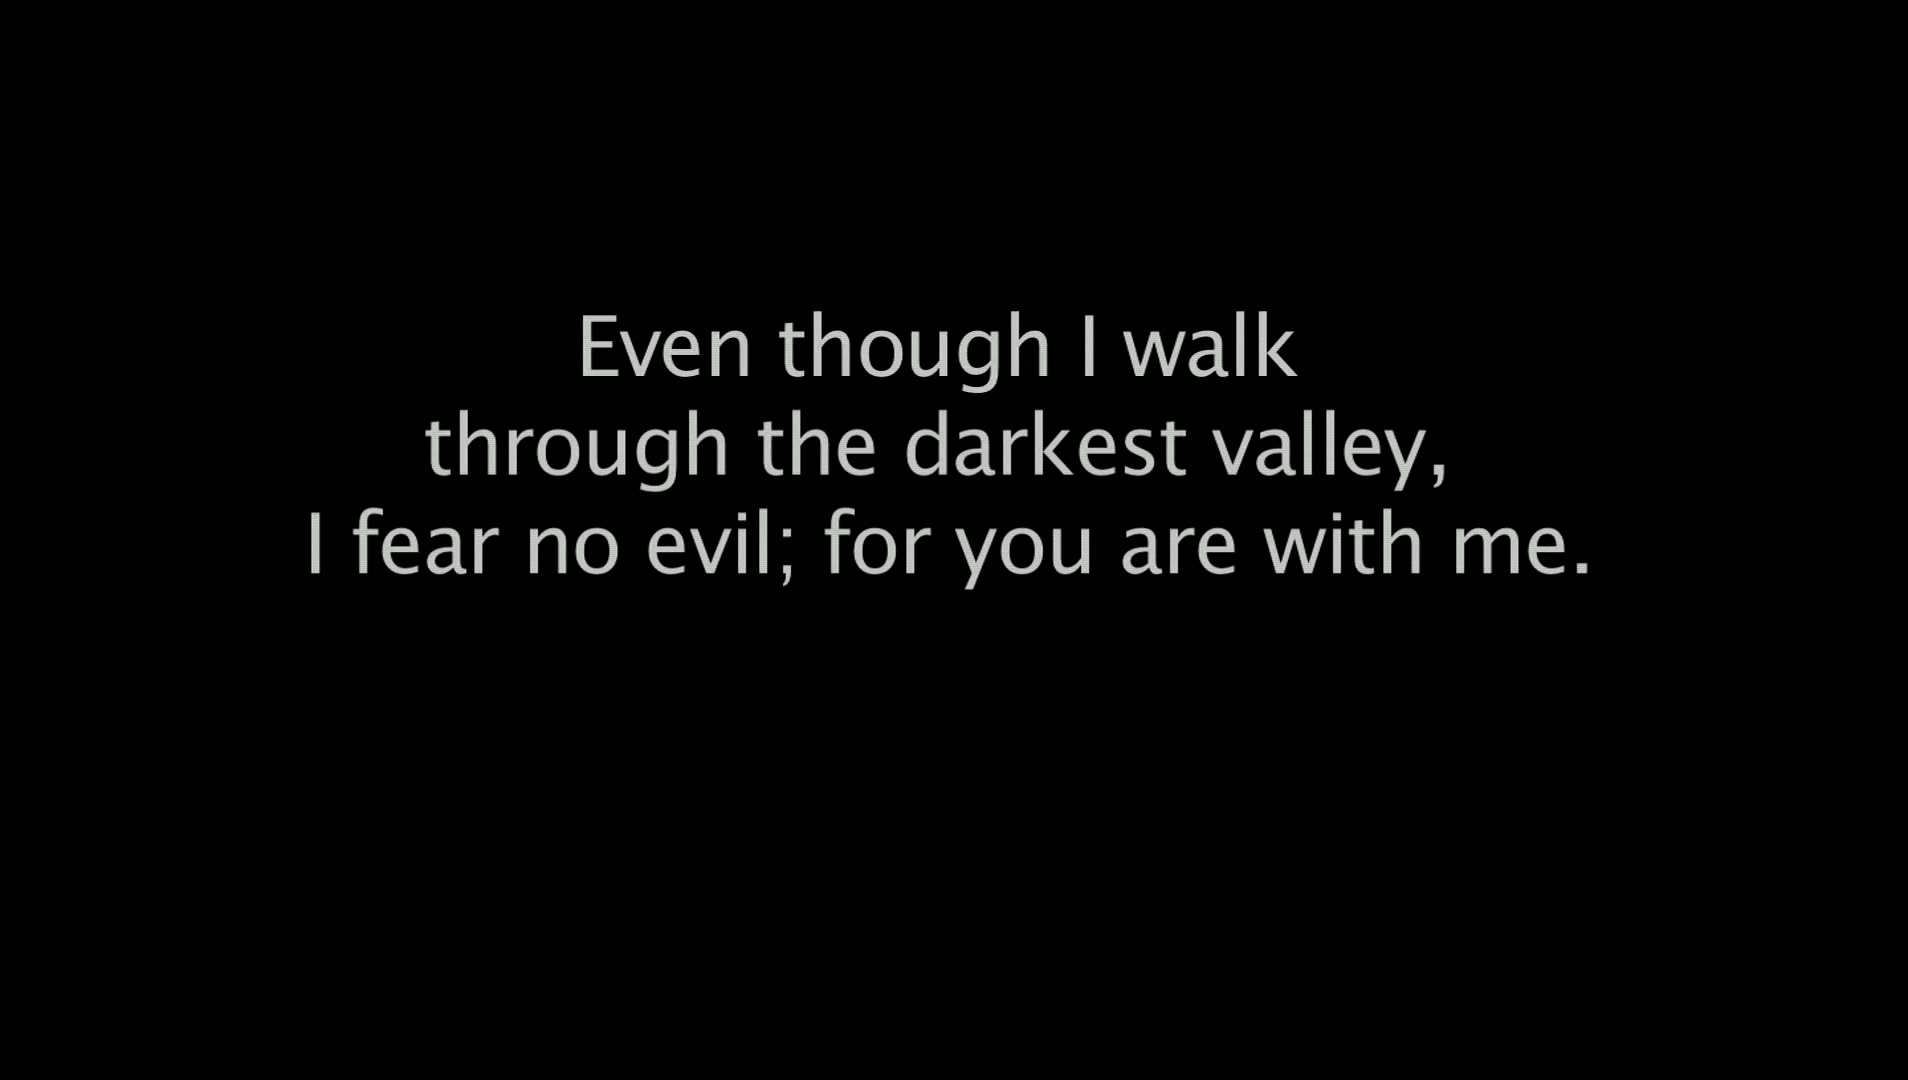 Even though I walk
through the darkest valley,
I fear no evil; for you are with me.